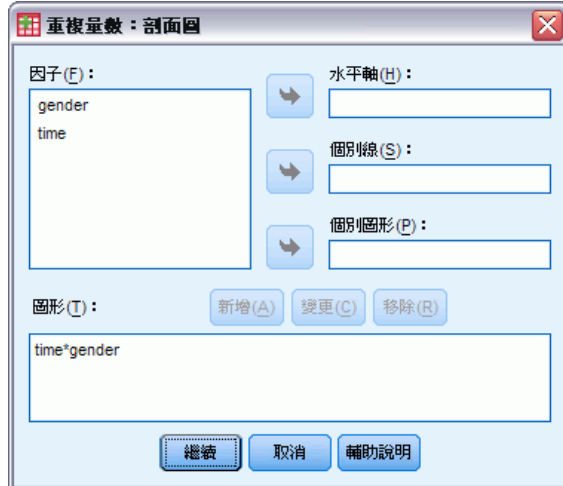 重複量數：剖面圖
因子(F)：
gender
time
水平軸(H)：
個別線(S)：
個別圖形(P)：
圖形(T)：
新增(A) 變更(C) 移除(R)
time*gender
繼續 取消 輔助說明